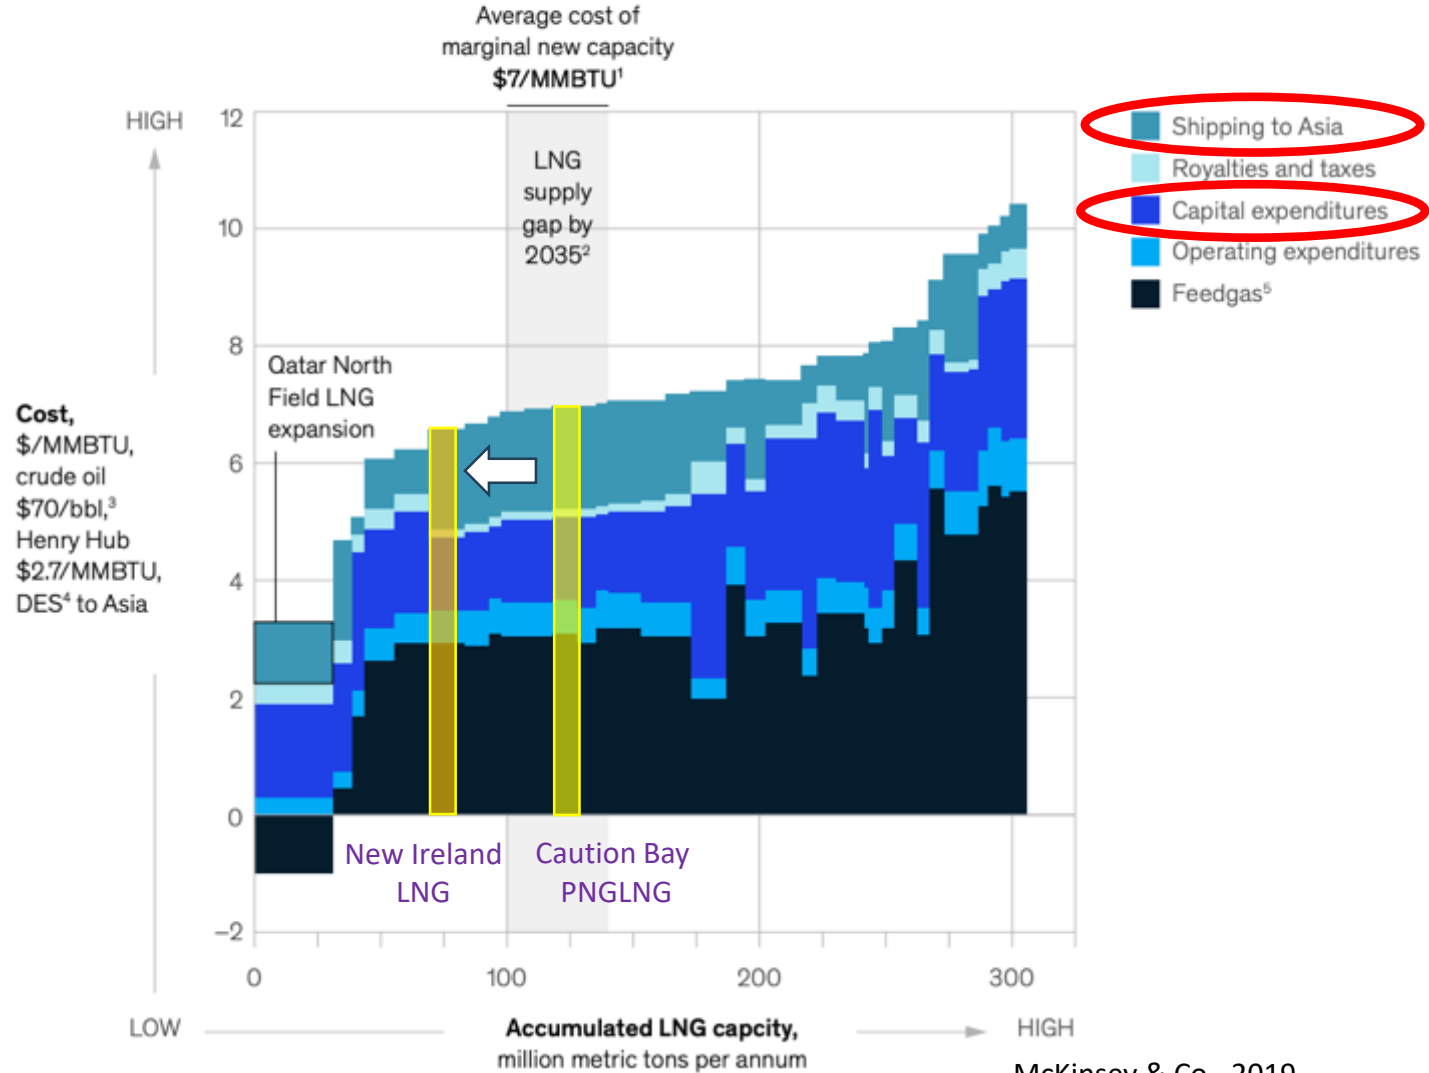 Average cost of
marginal new capacity
$7/MMBTU¹
HIGH
12
10
8
6
4
2
0
–2
LNG
supply
gap by
2035²
Shipping to Asia
Royalties and taxes
Capital expenditures
Operating expenditures
Feedgas⁵
Qatar North
Field LNG
expansion
Cost,
$/MMBTU,
crude oil
$70/bbl,³
Henry Hub
$2.7/MMBTU,
DES⁴ to Asia
New Ireland
LNG
Caution Bay
PNGLNG
0 100 200 300
LOW
Accumulated LNG capcity,
million metric tons per annum
HIGH
McKinsey & Co., 2019